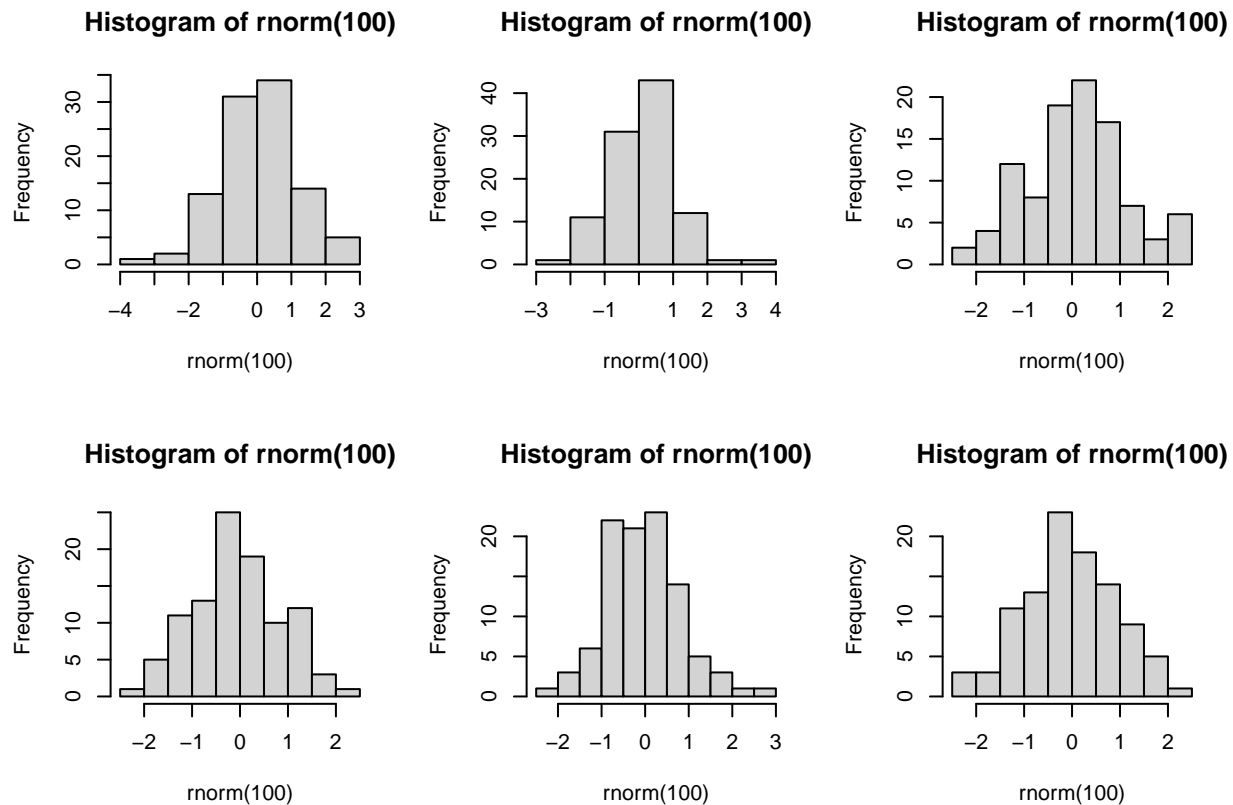 Histogram of rnorm(100)
Frequency
0 10 20 30
−4 −2 0 1 2 3
rnorm(100)
Histogram of rnorm(100)
Frequency
0 10 20 30 40
−3 −1 1 2 3 4
rnorm(100)
Histogram of rnorm(100)
Frequency
0 5 10 15 20
−2 −1 0 1 2
rnorm(100)
Histogram of rnorm(100)
Frequency
0 5 10 20
−2 −1 0 1 2
rnorm(100)
Histogram of rnorm(100)
Frequency
0 5 10 20
−2 −1 0 1 2 3
rnorm(100)
Histogram of rnorm(100)
Frequency
0 5 10 20
−2 −1 0 1 2
rnorm(100)